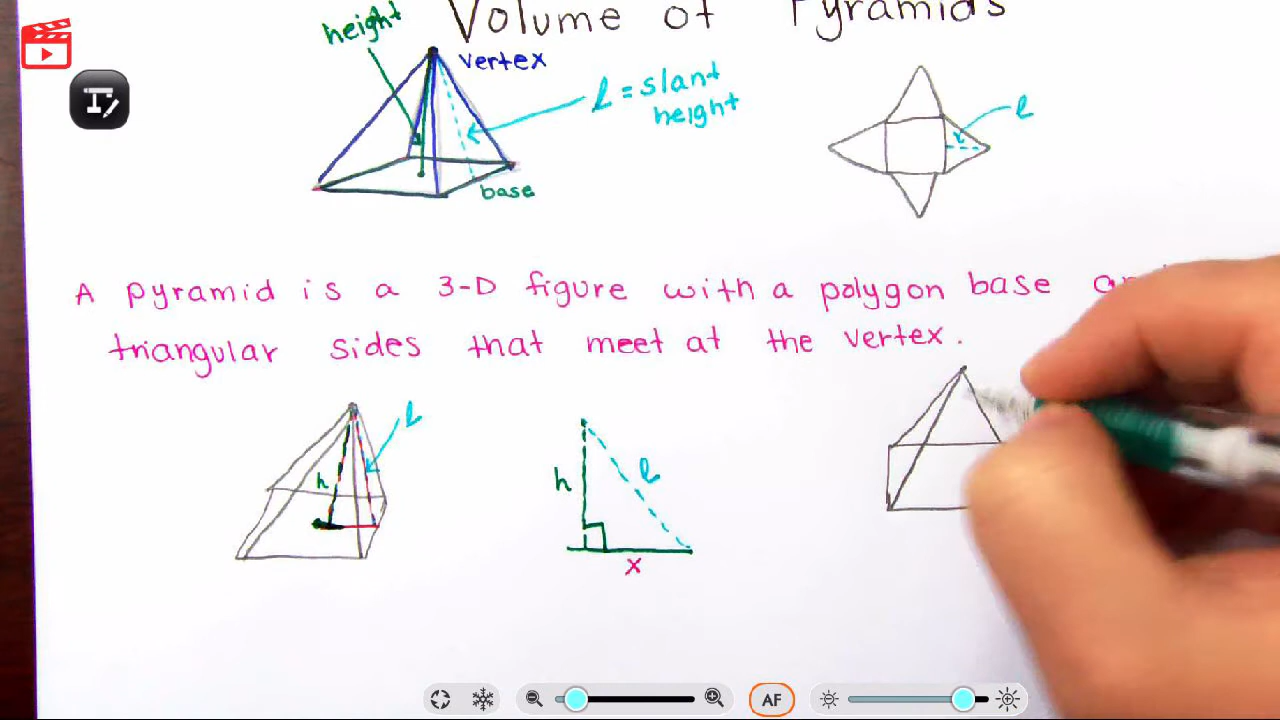 Volume of Pyramids
height
vertex
l = slant
height
l
l
base
A pyramid is a 3-D figure with a polygon base
triangular sides that meet at the vertex.
l
h
h
l
x
AF